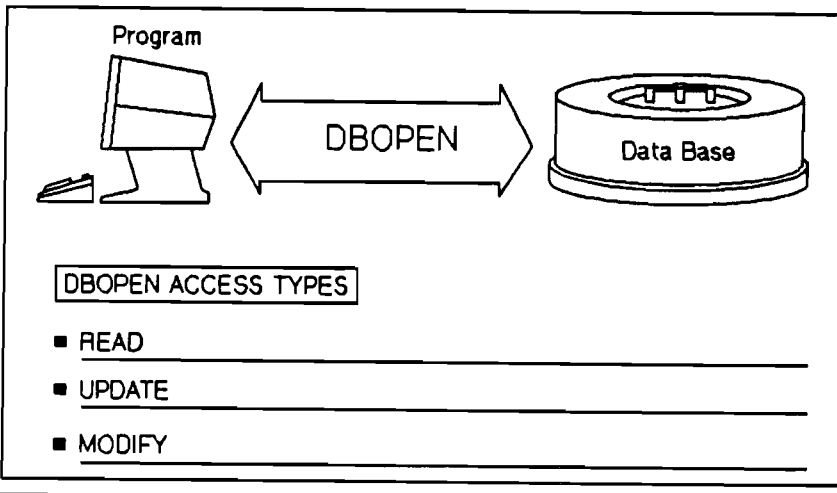 Program
DBOPEN
Data Base
DBOPEN ACCESS TYPES
■ READ
■ UPDATE
■ MODIFY